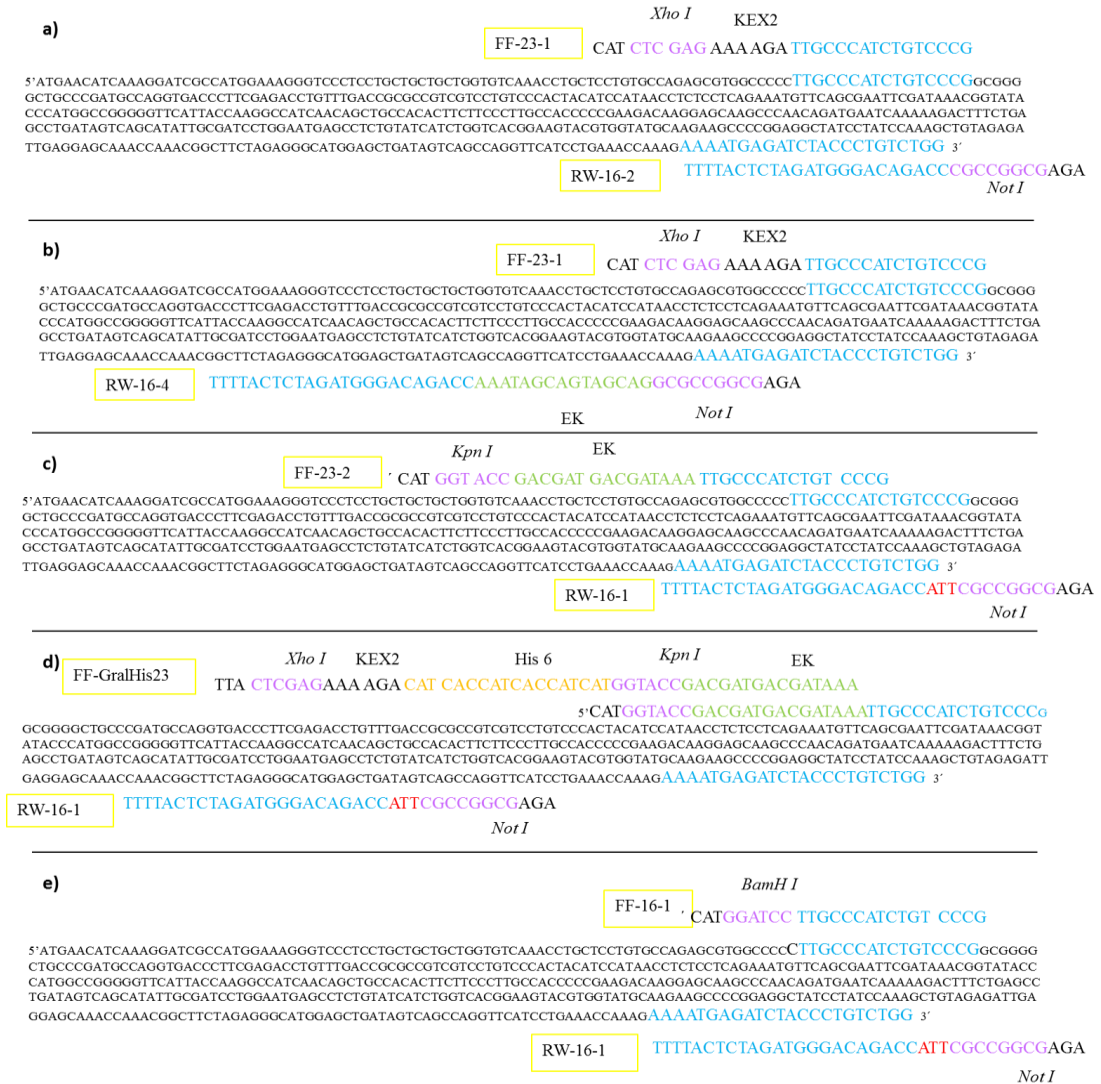 a)
Xho I
KEX2
FF-23-1
CAT CTC GAG AAA AGA TTGCCCATCTGTCCCG
5'ATGAACATCAAAGGATCGCCATGGAAAGGGTCCCTCCTGCTGCTGCTGGTGTCAAACCTGCTCCTGTGCCAGAGCGTGGCCCCCTTGCCCATCTGTCCCGGCGGG
GCTGCCCGATGCCAGGTGACCCTTCGAGACCTGTTTGACCGCGCCGTCGTCCTGTCCCACTACATCCATAACCTCTCCTCAGAAATGTTCAGCGAATTCGATAAACGGTATA
CCCATGGCCGGGGGTTCATTACCAAGGCCATCAACAGCTGCCACACTTCTTCCCTTGCCACCCCCGAAGACAAGGAGCAAGCCCAACAGATGAATCAAAAAGACTTTCTGA
GCCTGATAGTCAGCATATTGCGATCCTGGAATGAGCCTCTGTATCATCTGGTCACGGAAGTACGTGGTATGCAAGAAGCCCCGGAGGCTATCCTATCCAAAGCTGTAGAGA
TTGAGGAGCAAACCAAACGGCTTCTAGAGGGCATGGAGCTGATAGTCAGCCAGGTTCATCCTGAAACCAAAGAAAATGAGATCTACCCTGTCTGG 3´
RW-16-2
TTTTACTCTAGATGGGACAGACCCGCCGGCGAGA
Not I
b)
Xho I
KEX2
FF-23-1
CAT CTC GAG AAA AGA TTGCCCATCTGTCCCG
5'ATGAACATCAAAGGATCGCCATGGAAAGGGTCCCTCCTGCTGCTGCTGGTGTCAAACCTGCTCCTGTGCCAGAGCGTGGCCCCCTTGCCCATCTGTCCCGGCGGG
GCTGCCCGATGCCAGGTGACCCTTCGAGACCTGTTTGACCGCGCCGTCGTCCTGTCCCACTACATCCATAACCTCTCCTCAGAAATGTTCAGCGAATTCGATAAACGGTATA
CCCATGGCCGGGGGTTCATTACCAAGGCCATCAACAGCTGCCACACTTCTTCCCTTGCCACCCCCGAAGACAAGGAGCAAGCCCAACAGATGAATCAAAAAGACTTTCTGA
GCCTGATAGTCAGCATATTGCGATCCTGGAATGAGCCTCTGTATCATCTGGTCACGGAAGTACGTGGTATGCAAGAAGCCCCGGAGGCTATCCTATCCAAAGCTGTAGAGA
TTGAGGAGCAAACCAAACGGCTTCTAGAGGGCATGGAGCTGATAGTCAGCCAGGTTCATCCTGAAACCAAAGAAAATGAGATCTACCCTGTCTGG 3´
RW-16-4
TTTTACTCTAGATGGGACAGACCAAATAGCAGTAGCAGGCGCCGGCGAGA
EK
Not I
c)
Kpn I
EK
FF-23-2
´ CAT GGT ACC GACGAT GACGATAAA TTGCCCATCTGT CCCG
5'ATGAACATCAAAGGATCGCCATGGAAAGGGTCCCTCCTGCTGCTGCTGGTGTCAAACCTGCTCCTGTGCCAGAGCGTGGCCCCCTTGCCCATCTGTCCCGGCGGG
GCTGCCCGATGCCAGGTGACCCTTCGAGACCTGTTTGACCGCGCCGTCGTCCTGTCCCACTACATCCATAACCTCTCCTCAGAAATGTTCAGCGAATTCGATAAACGGTATA
CCCATGGCCGGGGGTTCATTACCAAGGCCATCAACAGCTGCCACACTTCTTCCCTTGCCACCCCCGAAGACAAGGAGCAAGCCCAACAGATGAATCAAAAAGACTTTCTGA
GCCTGATAGTCAGCATATTGCGATCCTGGAATGAGCCTCTGTATCATCTGGTCACGGAAGTACGTGGTATGCAAGAAGCCCCGGAGGCTATCCTATCCAAAGCTGTAGAGA
TTGAGGAGCAAACCAAACGGCTTCTAGAGGGCATGGAGCTGATAGTCAGCCAGGTTCATCCTGAAACCAAAGAAAATGAGATCTACCCTGTCTGG 3´
RW-16-1
TTTTACTCTAGATGGGACAGACCATTCGCCGGCGAGA
Not I
d)
Xho I
KEX2
His 6
Kpn I
EK
FF-GralHis23
TTA CTCGAGAAA AGA CAT CACCATCACCATCATGGTACCGACGATGACGATAAA
5'CATGGTACCGACGATGACGATAAATTGCCCATCTGTCCCG
GCGGGGCTGCCCGATGCCAGGTGACCCTTCGAGACCTGTTTGACCGCGCCGTCGTCCTGTCCCACTACATCCATAACCTCTCCTCAGAAATGTTCAGCGAATTCGATAAACGGT
ATACCCATGGCCGGGGGTTCATTACCAAGGCCATCAACAGCTGCCACACTTCTTCCCTTGCCACCCCCGAAGACAAGGAGCAAGCCCAACAGATGAATCAAAAAGACTTTCTG
AGCCTGATAGTCAGCATATTGCGATCCTGGAATGAGCCTCTGTATCATCTGGTCACGGAAGTACGTGGTATGCAAGAAGCCCCGGAGGCTATCCTATCCAAAGCTGTAGAGATT
GAGGAGCAAACCAAACGGCTTCTAGAGGGCATGGAGCTGATAGTCAGCCAGGTTCATCCTGAAACCAAAGAAAATGAGATCTACCCTGTCTGG 3´
RW-16-1
TTTTACTCTAGATGGGACAGACCATTCGCCGGCGAGA
Not I
e)
BamH I
FF-16-1
´ CATGGATCC TTGCCCATCTGT CCCG
5'ATGAACATCAAAGGATCGCCATGGAAAGGGTCCCTCCTGCTGCTGCTGGTGTCAAACCTGCTCCTGTGCCAGAGCGTGGCCCCCTTGCCCATCTGTCCCGGCGGGG
CTGCCCGATGCCAGGTGACCCTTCGAGACCTGTTTGACCGCGCCGTCGTCCTGTCCCACTACATCCATAACCTCTCCTCAGAAATGTTCAGCGAATTCGATAAACGGTATACC
CATGGCCGGGGGTTCATTACCAAGGCCATCAACAGCTGCCACACTTCTTCCCTTGCCACCCCCGAAGACAAGGAGCAAGCCCAACAGATGAATCAAAAAGACTTTCTGAGCC
TGATAGTCAGCATATTGCGATCCTGGAATGAGCCTCTGTATCATCTGGTCACGGAAGTACGTGGTATGCAAGAAGCCCCGGAGGCTATCCTATCCAAAGCTGTAGAGATTGA
GGAGCAAACCAAACGGCTTCTAGAGGGCATGGAGCTGATAGTCAGCCAGGTTCATCCTGAAACCAAAGAAAATGAGATCTACCCTGTCTGG 3´
RW-16-1
TTTTACTCTAGATGGGACAGACCATTCGCCGGCGAGA
Not I